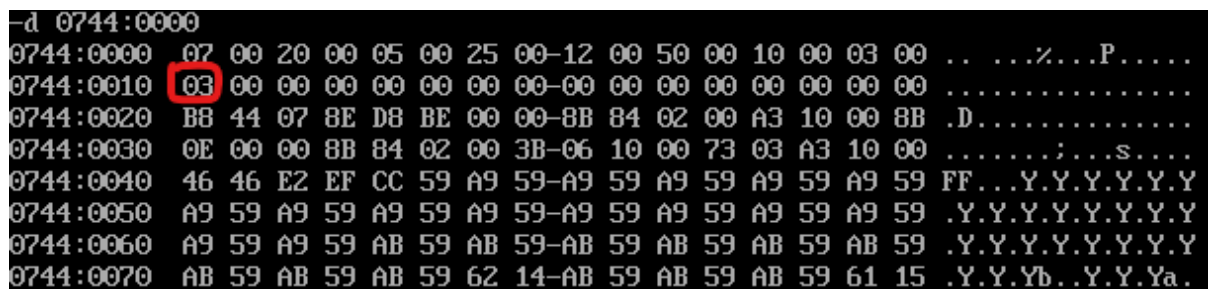 -d 0744:0000
0744:0000 07 00 20 00 05 00 25 00-12 00 50 00 10 00 03 00 .. ...%...P.....
0744:0010 03 00 00 00 00 00 00 00-00 00 00 00 00 00 00 00 ................
0744:0020 B8 44 07 8E D8 BE 00 00-8B 84 02 00 A3 10 00 8B .D..............
0744:0030 0E 00 00 8B 84 02 00 3B-06 10 00 73 03 A3 10 00 .......;...s....
0744:0040 46 46 E2 EF CC 59 A9 59-A9 59 A9 59 A9 59 A9 59 FF...Y.Y.Y.Y.Y.Y
0744:0050 A9 59 A9 59 A9 59 A9 59-A9 59 A9 59 A9 59 A9 59 .Y.Y.Y.Y.Y.Y.Y.Y
0744:0060 A9 59 A9 59 AB 59 AB 59-AB 59 AB 59 AB 59 AB 59 .Y.Y.Y.Y.Y.Y.Y.Y
0744:0070 AB 59 AB 59 AB 59 62 14-AB 59 AB 59 AB 59 61 15 .Y.Y.Yb..Y.Y.Ya.